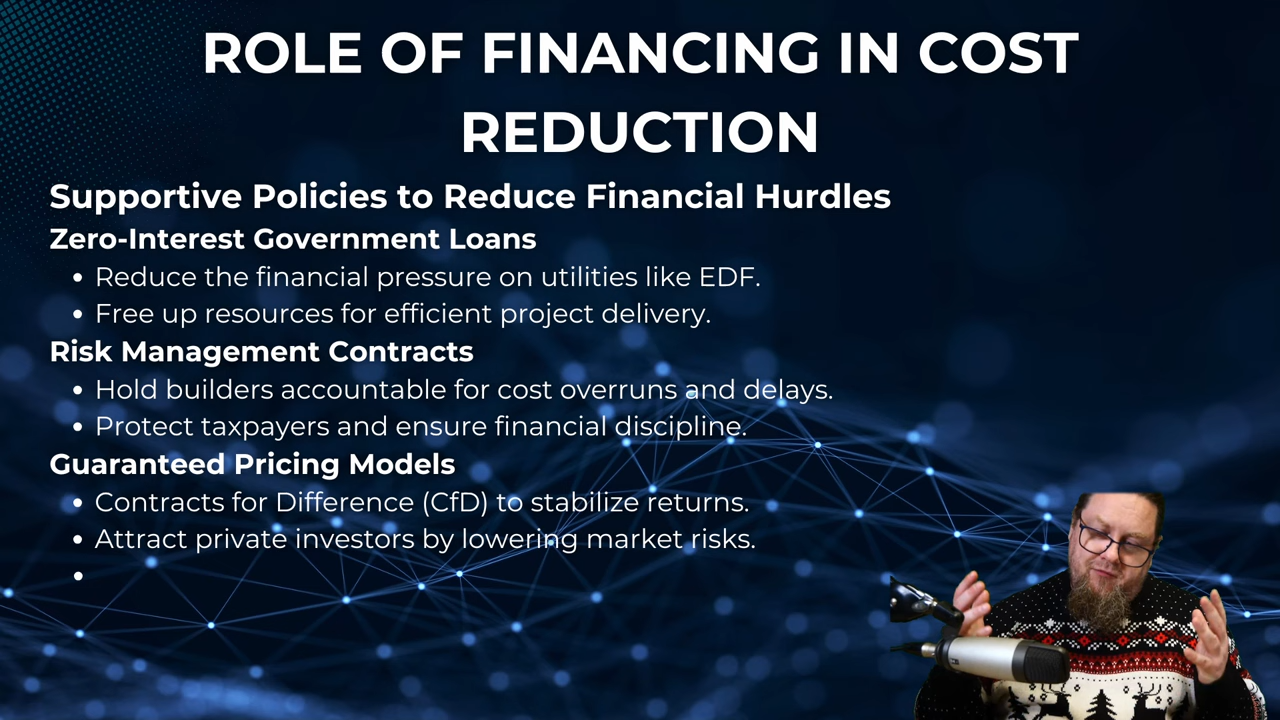 ROLE OF FINANCING IN COST
REDUCTION
Supportive Policies to Reduce Financial Hurdles
Zero-Interest Government Loans
• Reduce the financial pressure on utilities like EDF.
• Free up resources for efficient project delivery.
Risk Management Contracts
• Hold builders accountable for cost overruns and delays.
• Protect taxpayers and ensure financial discipline.
Guaranteed Pricing Models
• Contracts for Difference (CfD) to stabilize returns.
• Attract private investors by lowering market risks.
•